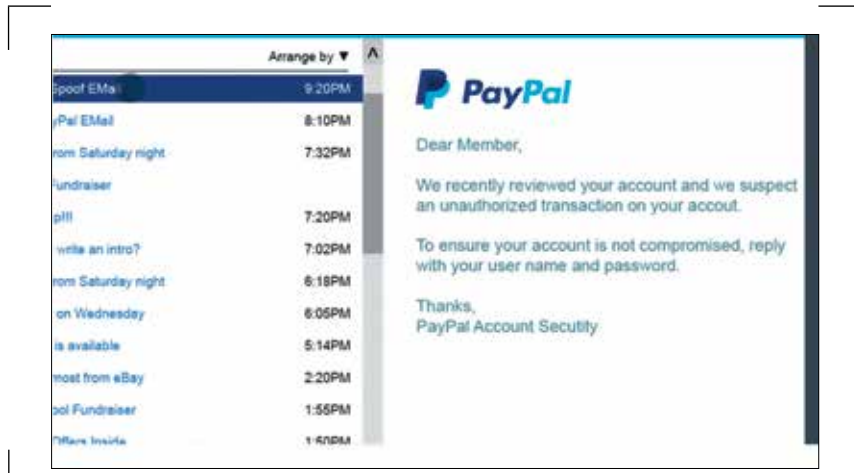 Arrange by ▼
Spoof EMail 9:20PM
yPal EMail 8:10PM
rom Saturday night 7:32PM
Fundraiser
p!!! 7:20PM
write an intro? 7:02PM
rom Saturday night 6:18PM
on Wednesday 6:05PM
is available 5:14PM
most from eBay 2:20PM
ool Fundraiser 1:55PM
Offers Inside 1:50PM
PayPal
Dear Member,
We recently reviewed your account and we suspect
an unauthorized transaction on your accout.
To ensure your account is not compromised, reply
with your user name and password.
Thanks,
PayPal Account Secutity